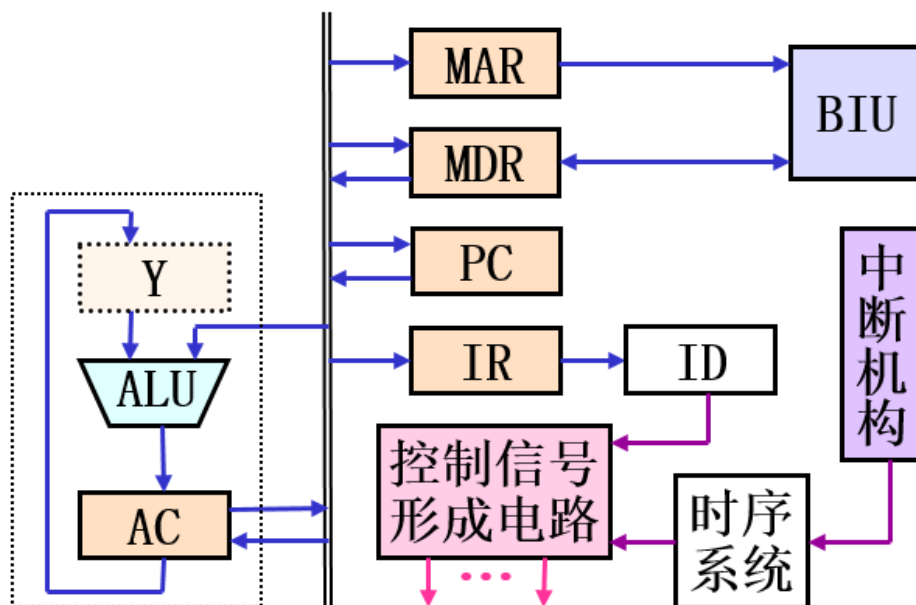 MAR
BIU
MDR
Y
PC
中断机构
ALU
IR
ID
控制信号
形成电路
AC
时序
系统
...